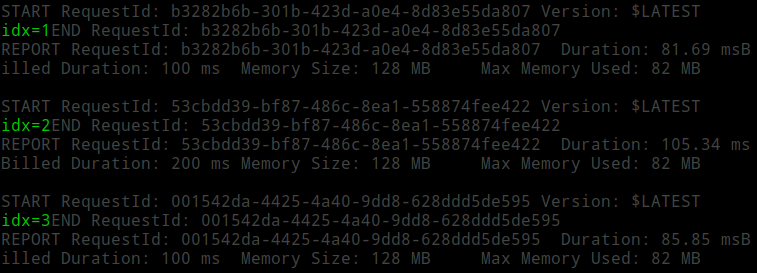 START RequestId: b3282b6b-301b-423d-a0e4-8d83e55da807 Version: $LATEST
idx=1END RequestId: b3282b6b-301b-423d-a0e4-8d83e55da807
REPORT RequestId: b3282b6b-301b-423d-a0e4-8d83e55da807  Duration: 81.69 msB
illed Duration: 100 ms  Memory Size: 128 MB     Max Memory Used: 82 MB
START RequestId: 53cbdd39-bf87-486c-8ea1-558874fee422 Version: $LATEST
idx=2END RequestId: 53cbdd39-bf87-486c-8ea1-558874fee422
REPORT RequestId: 53cbdd39-bf87-486c-8ea1-558874fee422  Duration: 105.34 ms
Billed Duration: 200 ms Memory Size: 128 MB     Max Memory Used: 82 MB
START RequestId: 001542da-4425-4a40-9dd8-628ddd5de595 Version: $LATEST
idx=3END RequestId: 001542da-4425-4a40-9dd8-628ddd5de595
REPORT RequestId: 001542da-4425-4a40-9dd8-628ddd5de595  Duration: 85.85 msB
illed Duration: 100 ms  Memory Size: 128 MB     Max Memory Used: 82 MB